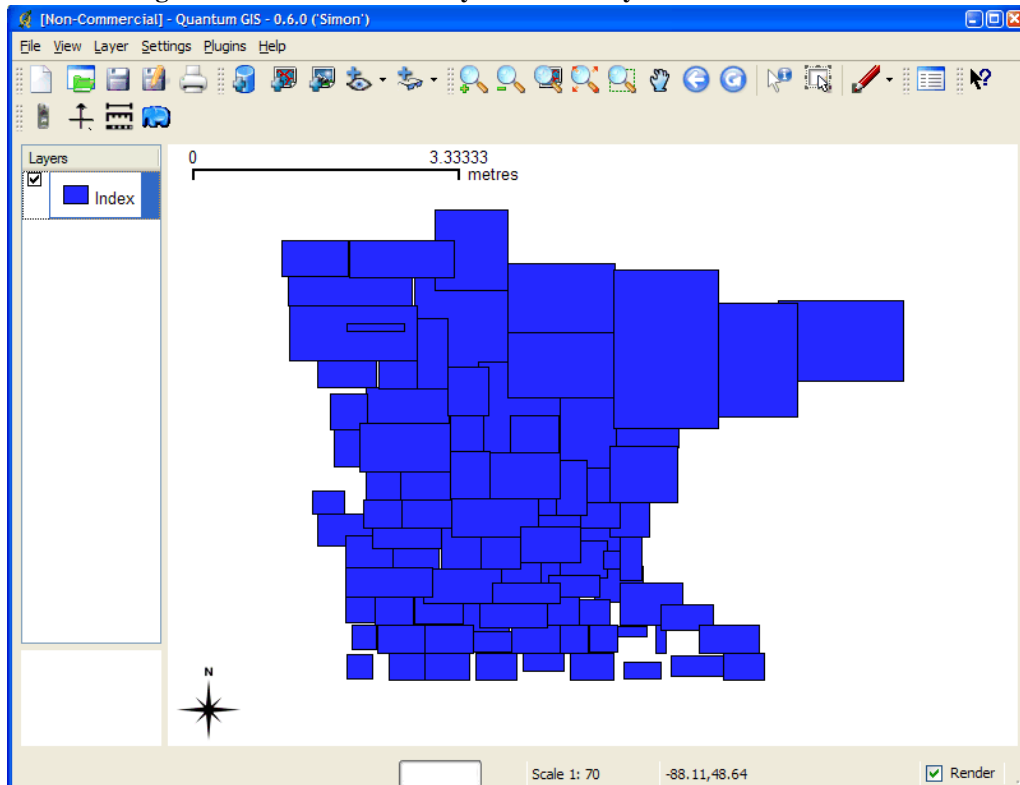 [Non-Commercial] - Quantum GIS - 0.6.0 ('Simon')
File View Layer Settings Plugins Help
Layers
Index
0 3.33333
metres
N
Scale 1: 70 -88.11,48.64 Render